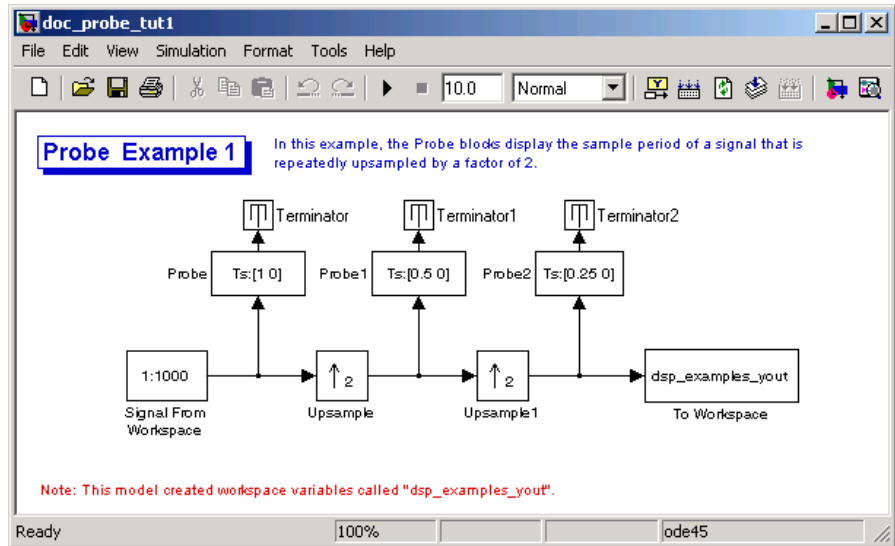 doc_probe_tut1
File Edit View Simulation Format Tools Help
10.0 Normal
Probe Example 1
In this example, the Probe blocks display the sample period of a signal that is
repeatedly upsampled by a factor of 2.
Terminator Terminator1 Terminator2
Probe Ts:[1 0] Probe1 Ts:[0.5 0] Probe2 Ts:[0.25 0]
1:1000 2 2 dsp_examples_yout
Signal From
Workspace
Upsample Upsample1 To Workspace
Note: This model created workspace variables called "dsp_examples_yout".
Ready 100% ode45